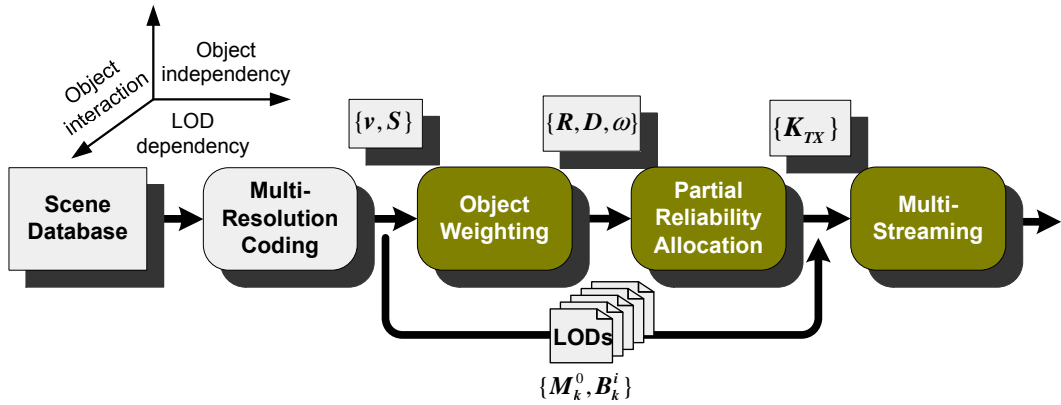 Object
independency
Object
interaction
LOD
dependency
{v, S}
{R, D, ω}
{K_TX}
Scene
Database
Multi-
Resolution
Coding
Object
Weighting
Partial
Reliability
Allocation
Multi-
Streaming
LODs
{M_k^0, B_k^i}